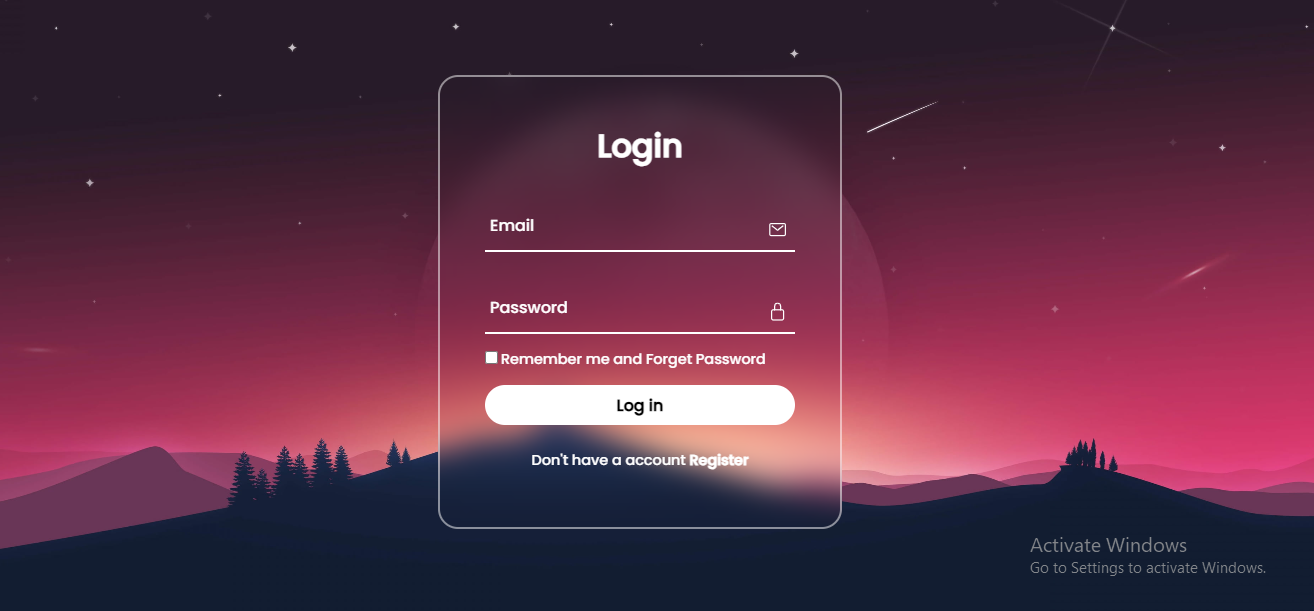 Login
Email
Password
Remember me and Forget Password
Log in
Don't have a account Register
Activate Windows
Go to Settings to activate Windows.